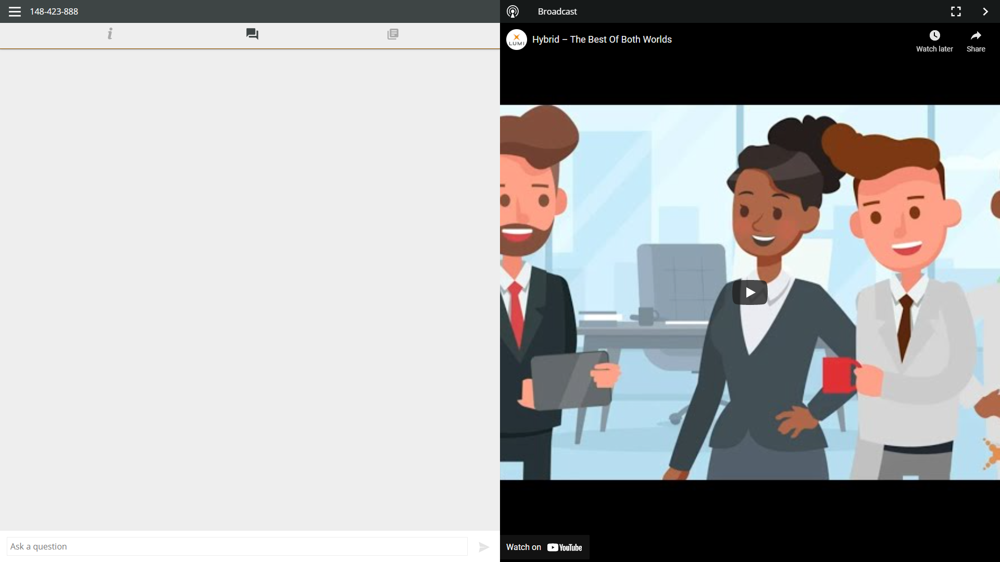 148-423-888
Broadcast
LUMI
Hybrid – The Best Of Both Worlds
Watch later
Share
Ask a question
Watch on YouTube